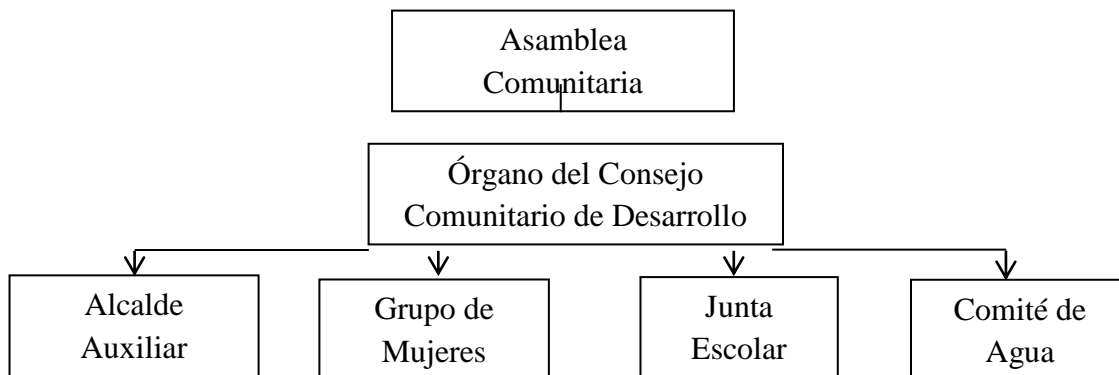 Asamblea
Comunitaria
Órgano del Consejo
Comunitario de Desarrollo
Alcalde
Auxiliar
Grupo de
Mujeres
Junta
Escolar
Comité de
Agua